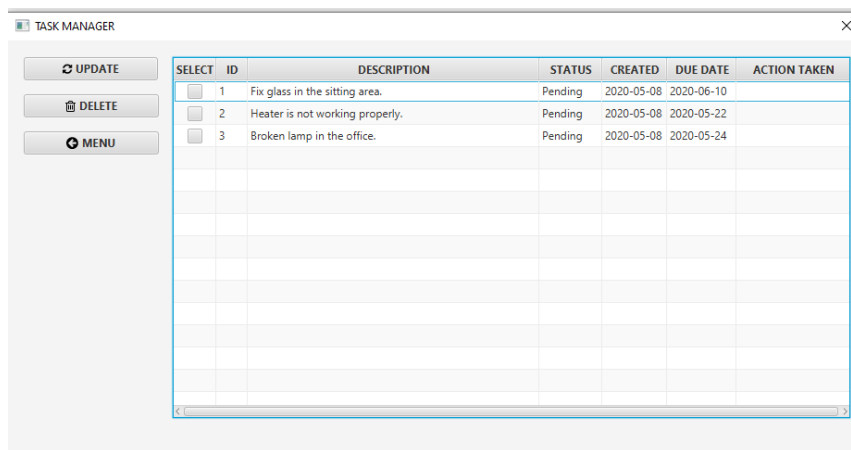 TASK MANAGER
UPDATE
DELETE
MENU
SELECT ID DESCRIPTION STATUS CREATED DUE DATE ACTION TAKEN
1 Fix glass in the sitting area. Pending 2020-05-08 2020-06-10
2 Heater is not working properly. Pending 2020-05-08 2020-05-22
3 Broken lamp in the office. Pending 2020-05-08 2020-05-24